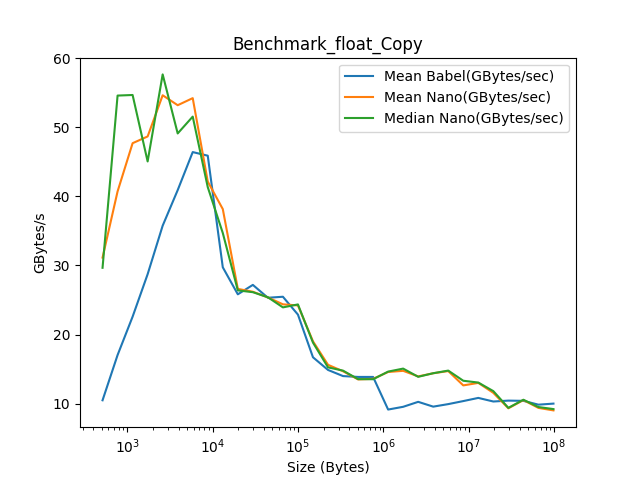 Benchmark_float_Copy
Mean Babel(GBytes/sec)
Mean Nano(GBytes/sec)
Median Nano(GBytes/sec)
GBytes/s
60
50
40
30
20
10
10³ 10⁴ 10⁵ 10⁶ 10⁷ 10⁸
Size (Bytes)